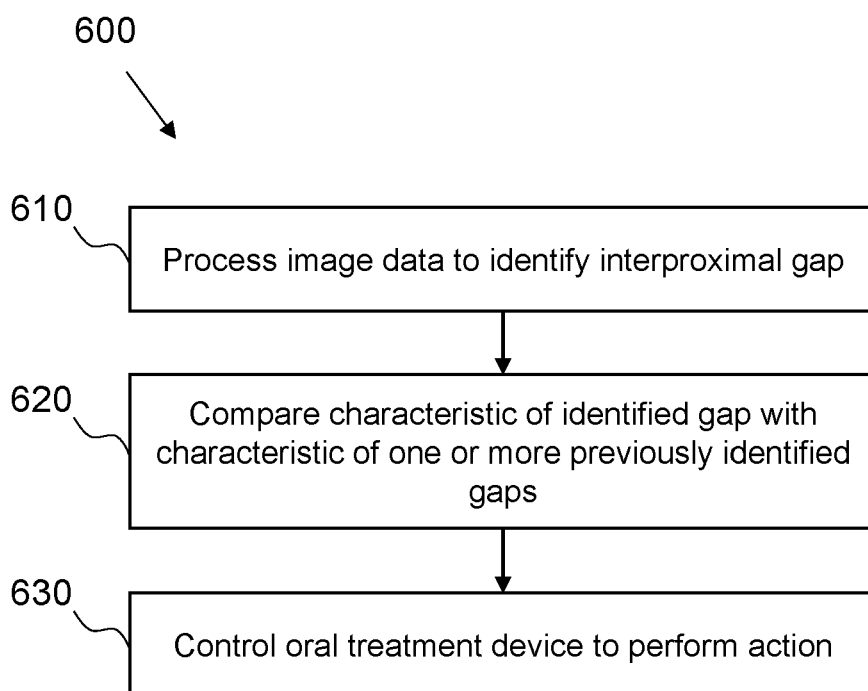 600
610
Process image data to identify interproximal gap
620
Compare characteristic of identified gap with
characteristic of one or more previously identified
gaps
630
Control oral treatment device to perform action